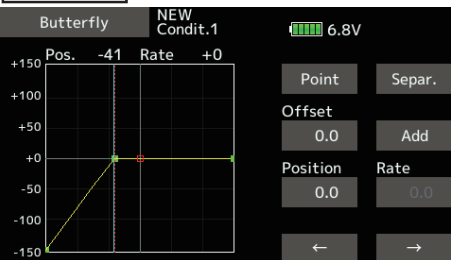 Butterfly
NEW
Condit.1
6.8V
Pos. -41 Rate +0
+150
+100
+50
+0
-50
-100
-150
Point
Separ.
Offset
0.0
Add
Position
Rate
0.0
0.0
←
→